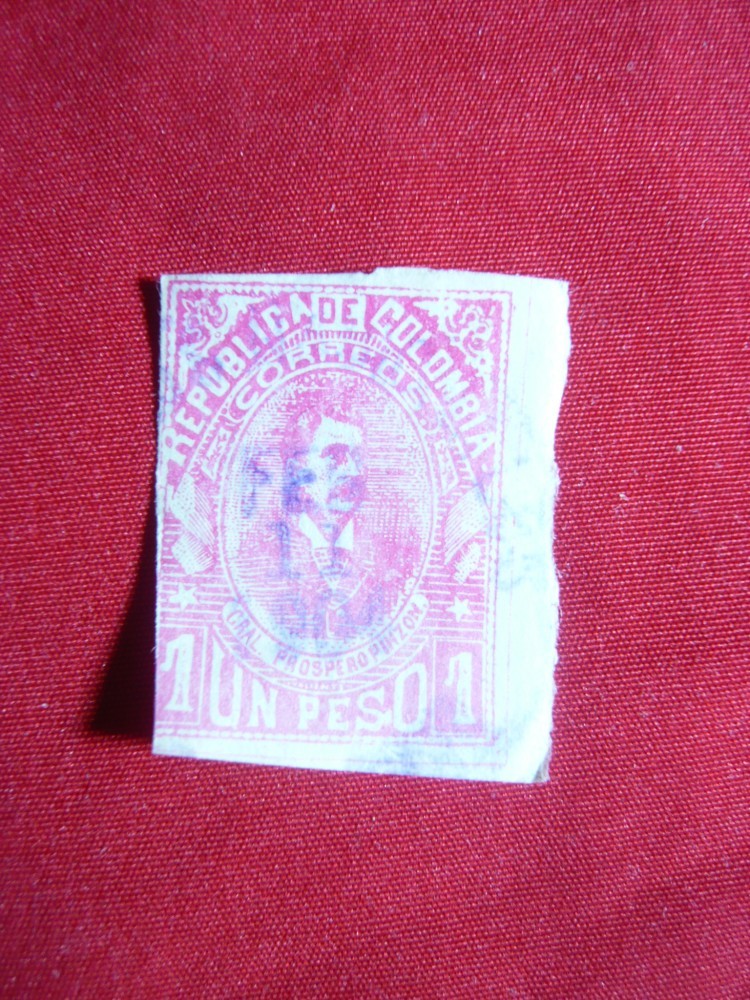 REPUBLICA DE COLOMBIA
CORREOS
GRAL. PROSPERO PINZON.
1 UN PESO 1